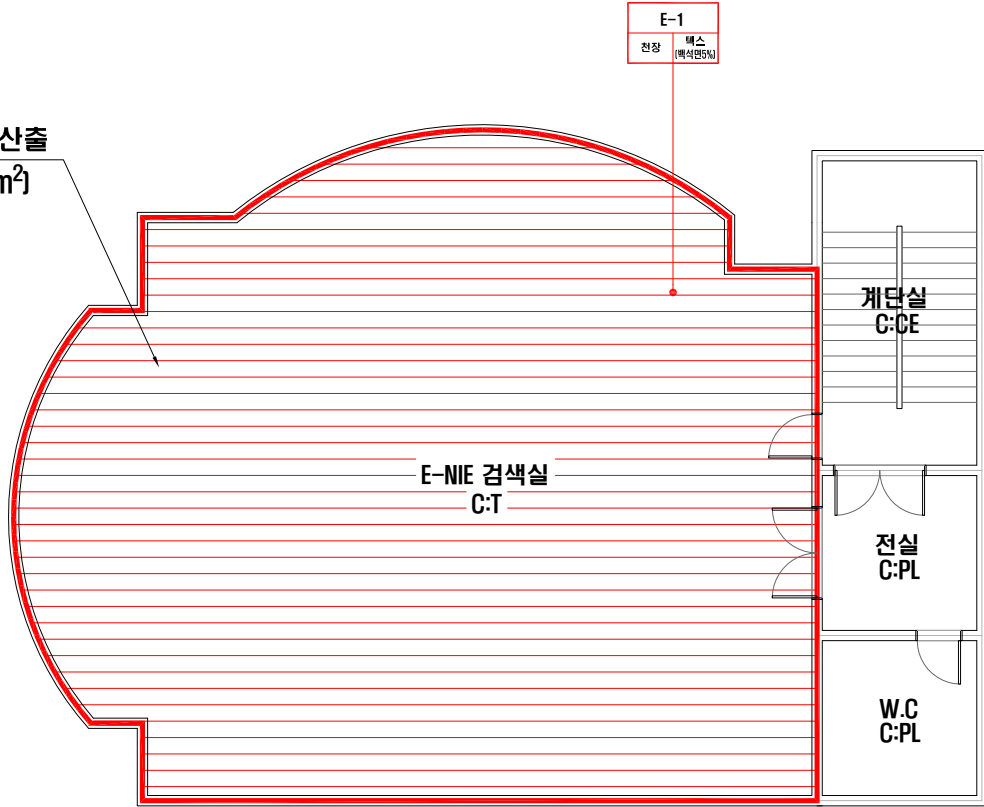 E-1
천장
텍스
(백석면5%)
산출
m²)
계단실
C:CE
E-NIE 검색실
C:T
전실
C:PL
W.C
C:PL